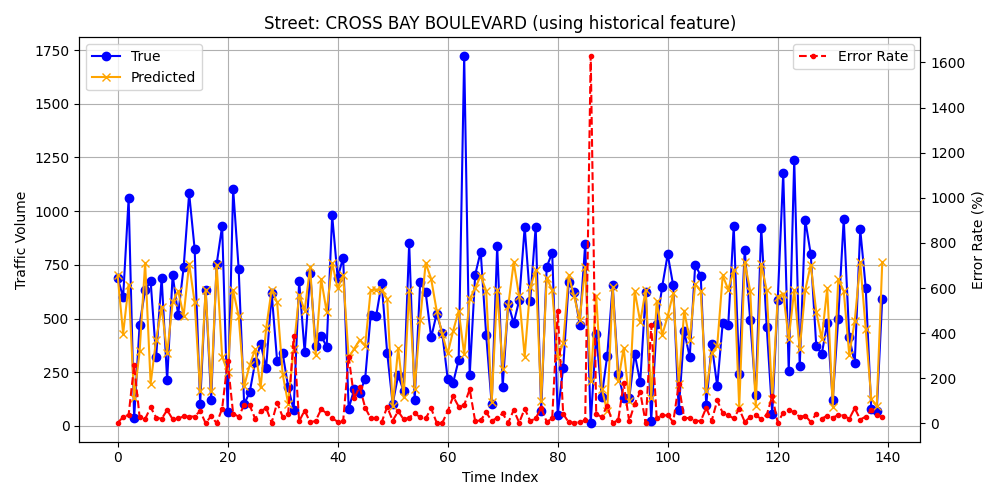 Street: CROSS BAY BOULEVARD (using historical feature)
True
Predicted
Error Rate
Traffic Volume
1750
1500
1250
1000
750
500
250
0
Error Rate (%)
1600
1400
1200
1000
800
600
400
200
0
0 20 40 60 80 100 120 140
Time Index